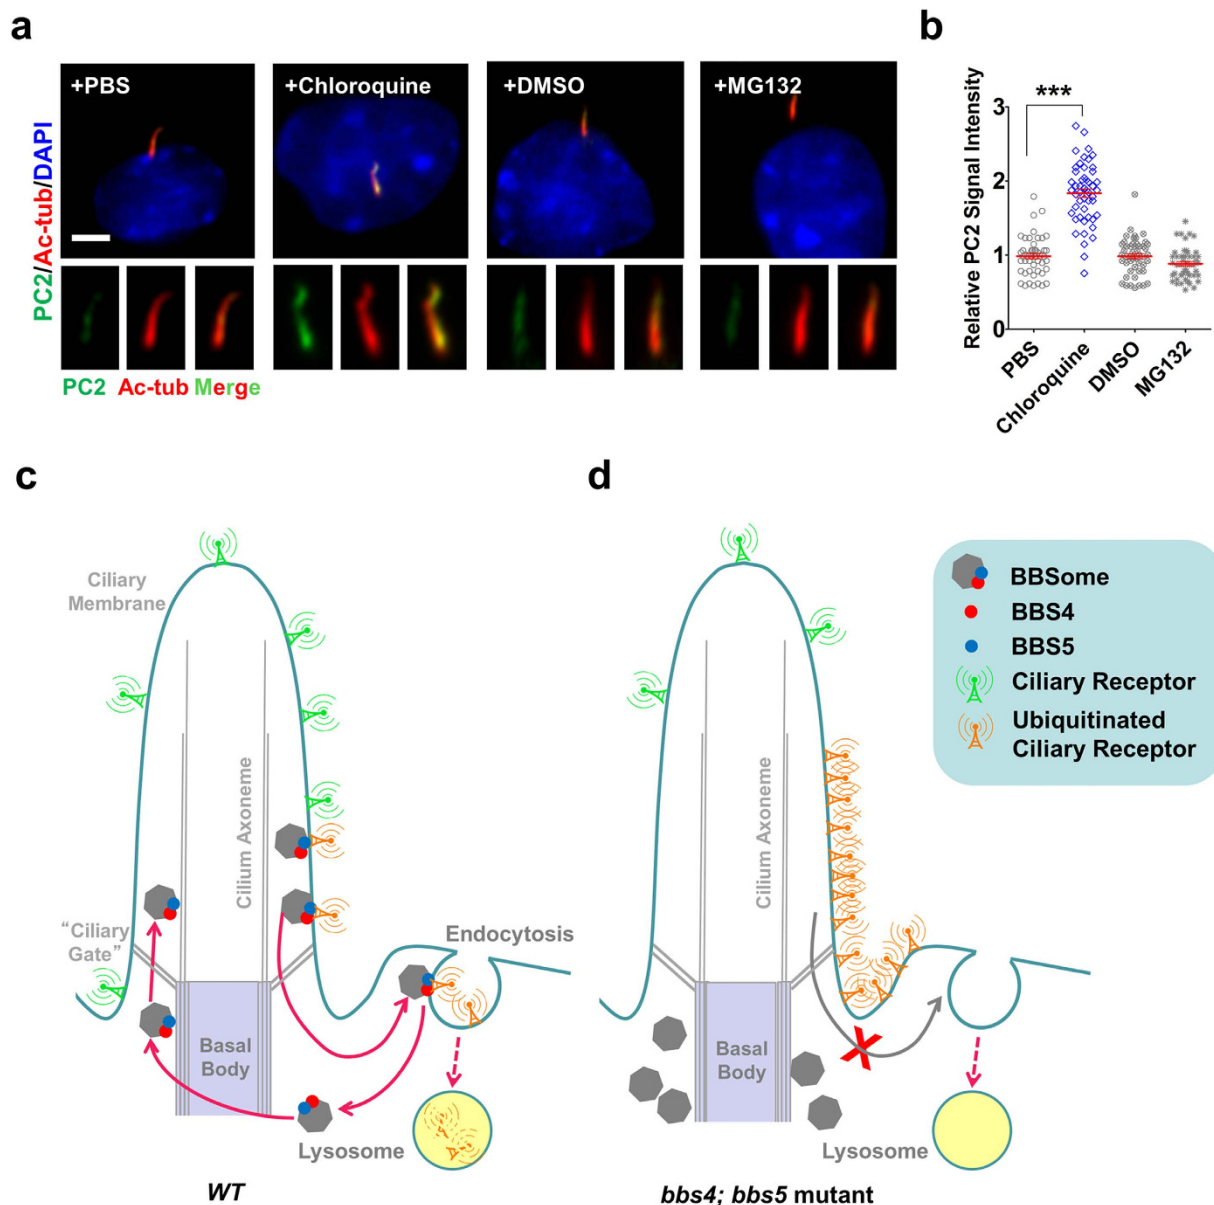 a
+PBS
+Chloroquine
+DMSO
+MG132
PC2/Ac-tub/DAPI
PC2 Ac-tub Merge
b
Relative PC2 Signal Intensity
***
3
2
1
0
PBS
Chloroquine
DMSO
MG132
c
Ciliary
Membrane
Cilium Axoneme
"Ciliary
Gate"
Endocytosis
Basal
Body
Lysosome
WT
d
Cilium Axoneme
X
Basal
Body
Lysosome
bbs4; bbs5 mutant
BBSome
BBS4
BBS5
Ciliary Receptor
Ubiquitinated
Ciliary Receptor